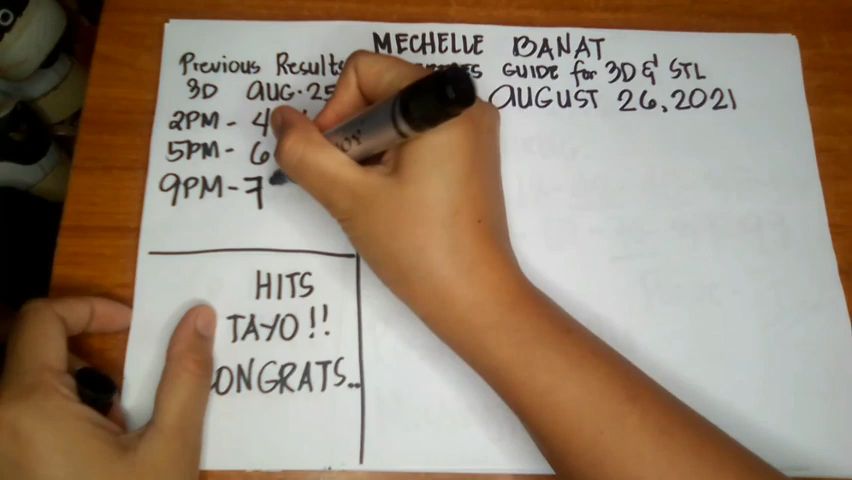 MECHELLE BANAT
Previous Results
GUIDE for 3D & STL
3D AUG.25
AUGUST 26, 2021
2PM - 4
5PM - 6
9PM - 7
HITS
TAYO!!
ONGRATS..